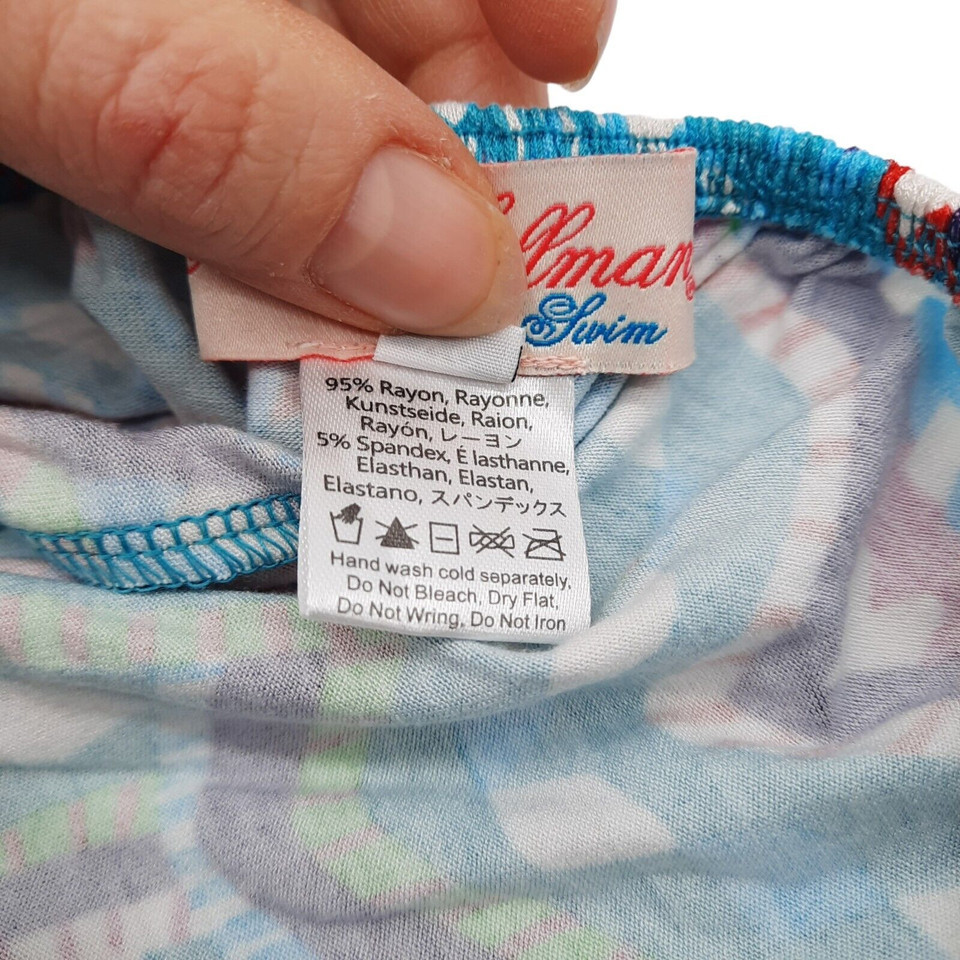 Swim
95% Rayon, Rayonne,
Kunstseide, Raion,
Rayón, レーヨン
5% Spandex, É lasthanne,
Elasthan, Elastan,
Elastano, スパンデックス
Hand wash cold separately,
Do Not Bleach, Dry Flat,
Do Not Wring, Do Not Iron